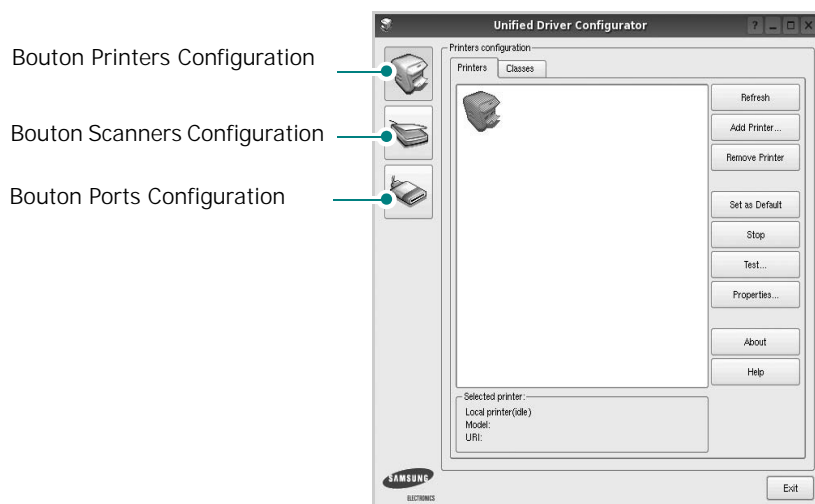 Unified Driver Configurator
Bouton Printers Configuration
Bouton Scanners Configuration
Bouton Ports Configuration
Printers configuration
Printers
Classes
Refresh
Add Printer...
Remove Printer
Set as Default
Stop
Test...
Properties...
About
Help
Selected printer:
Local printer(idle)
Model:
URI:
SAMSUNG
ELECTRONICS
Exit